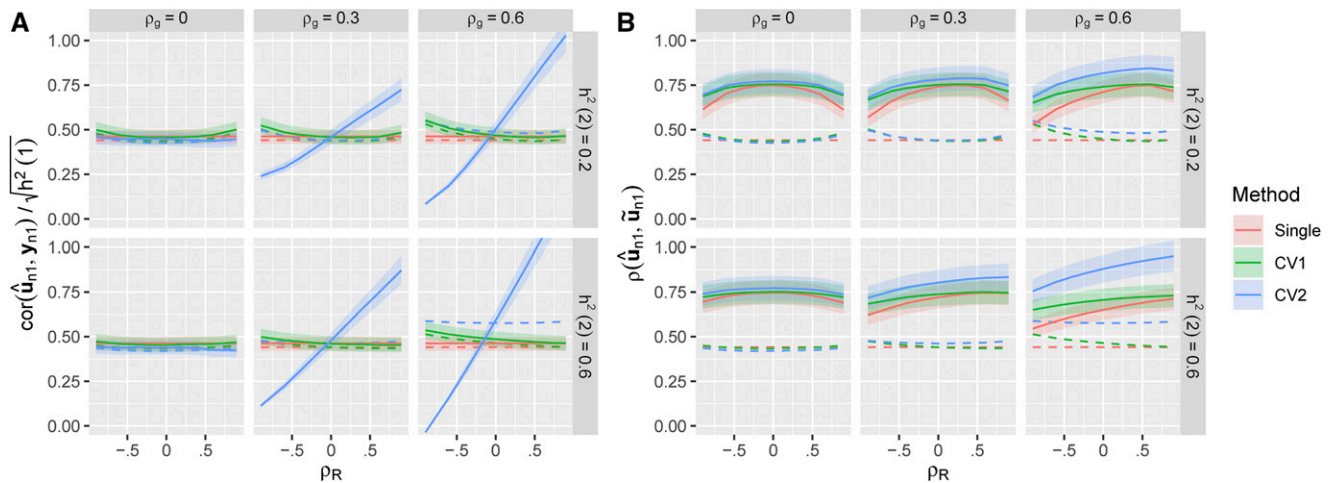 A
ρg = 0
ρg = 0.3
ρg = 0.6
cor(û_n1, y_n1) / √h² (1)
1.00
0.75
0.50
0.25
0.00
h² (2) = 0.2
1.00
0.75
0.50
0.25
0.00
h² (2) = 0.6
−.5 0 .5
−.5 0 .5
−.5 0 .5
ρR
B
ρg = 0
ρg = 0.3
ρg = 0.6
ρ(û_n1, ũ_n1)
1.00
0.75
0.50
0.25
0.00
h² (2) = 0.2
1.00
0.75
0.50
0.25
0.00
h² (2) = 0.6
−.5 0 .5
−.5 0 .5
−.5 0 .5
ρR
Method
Single
CV1
CV2